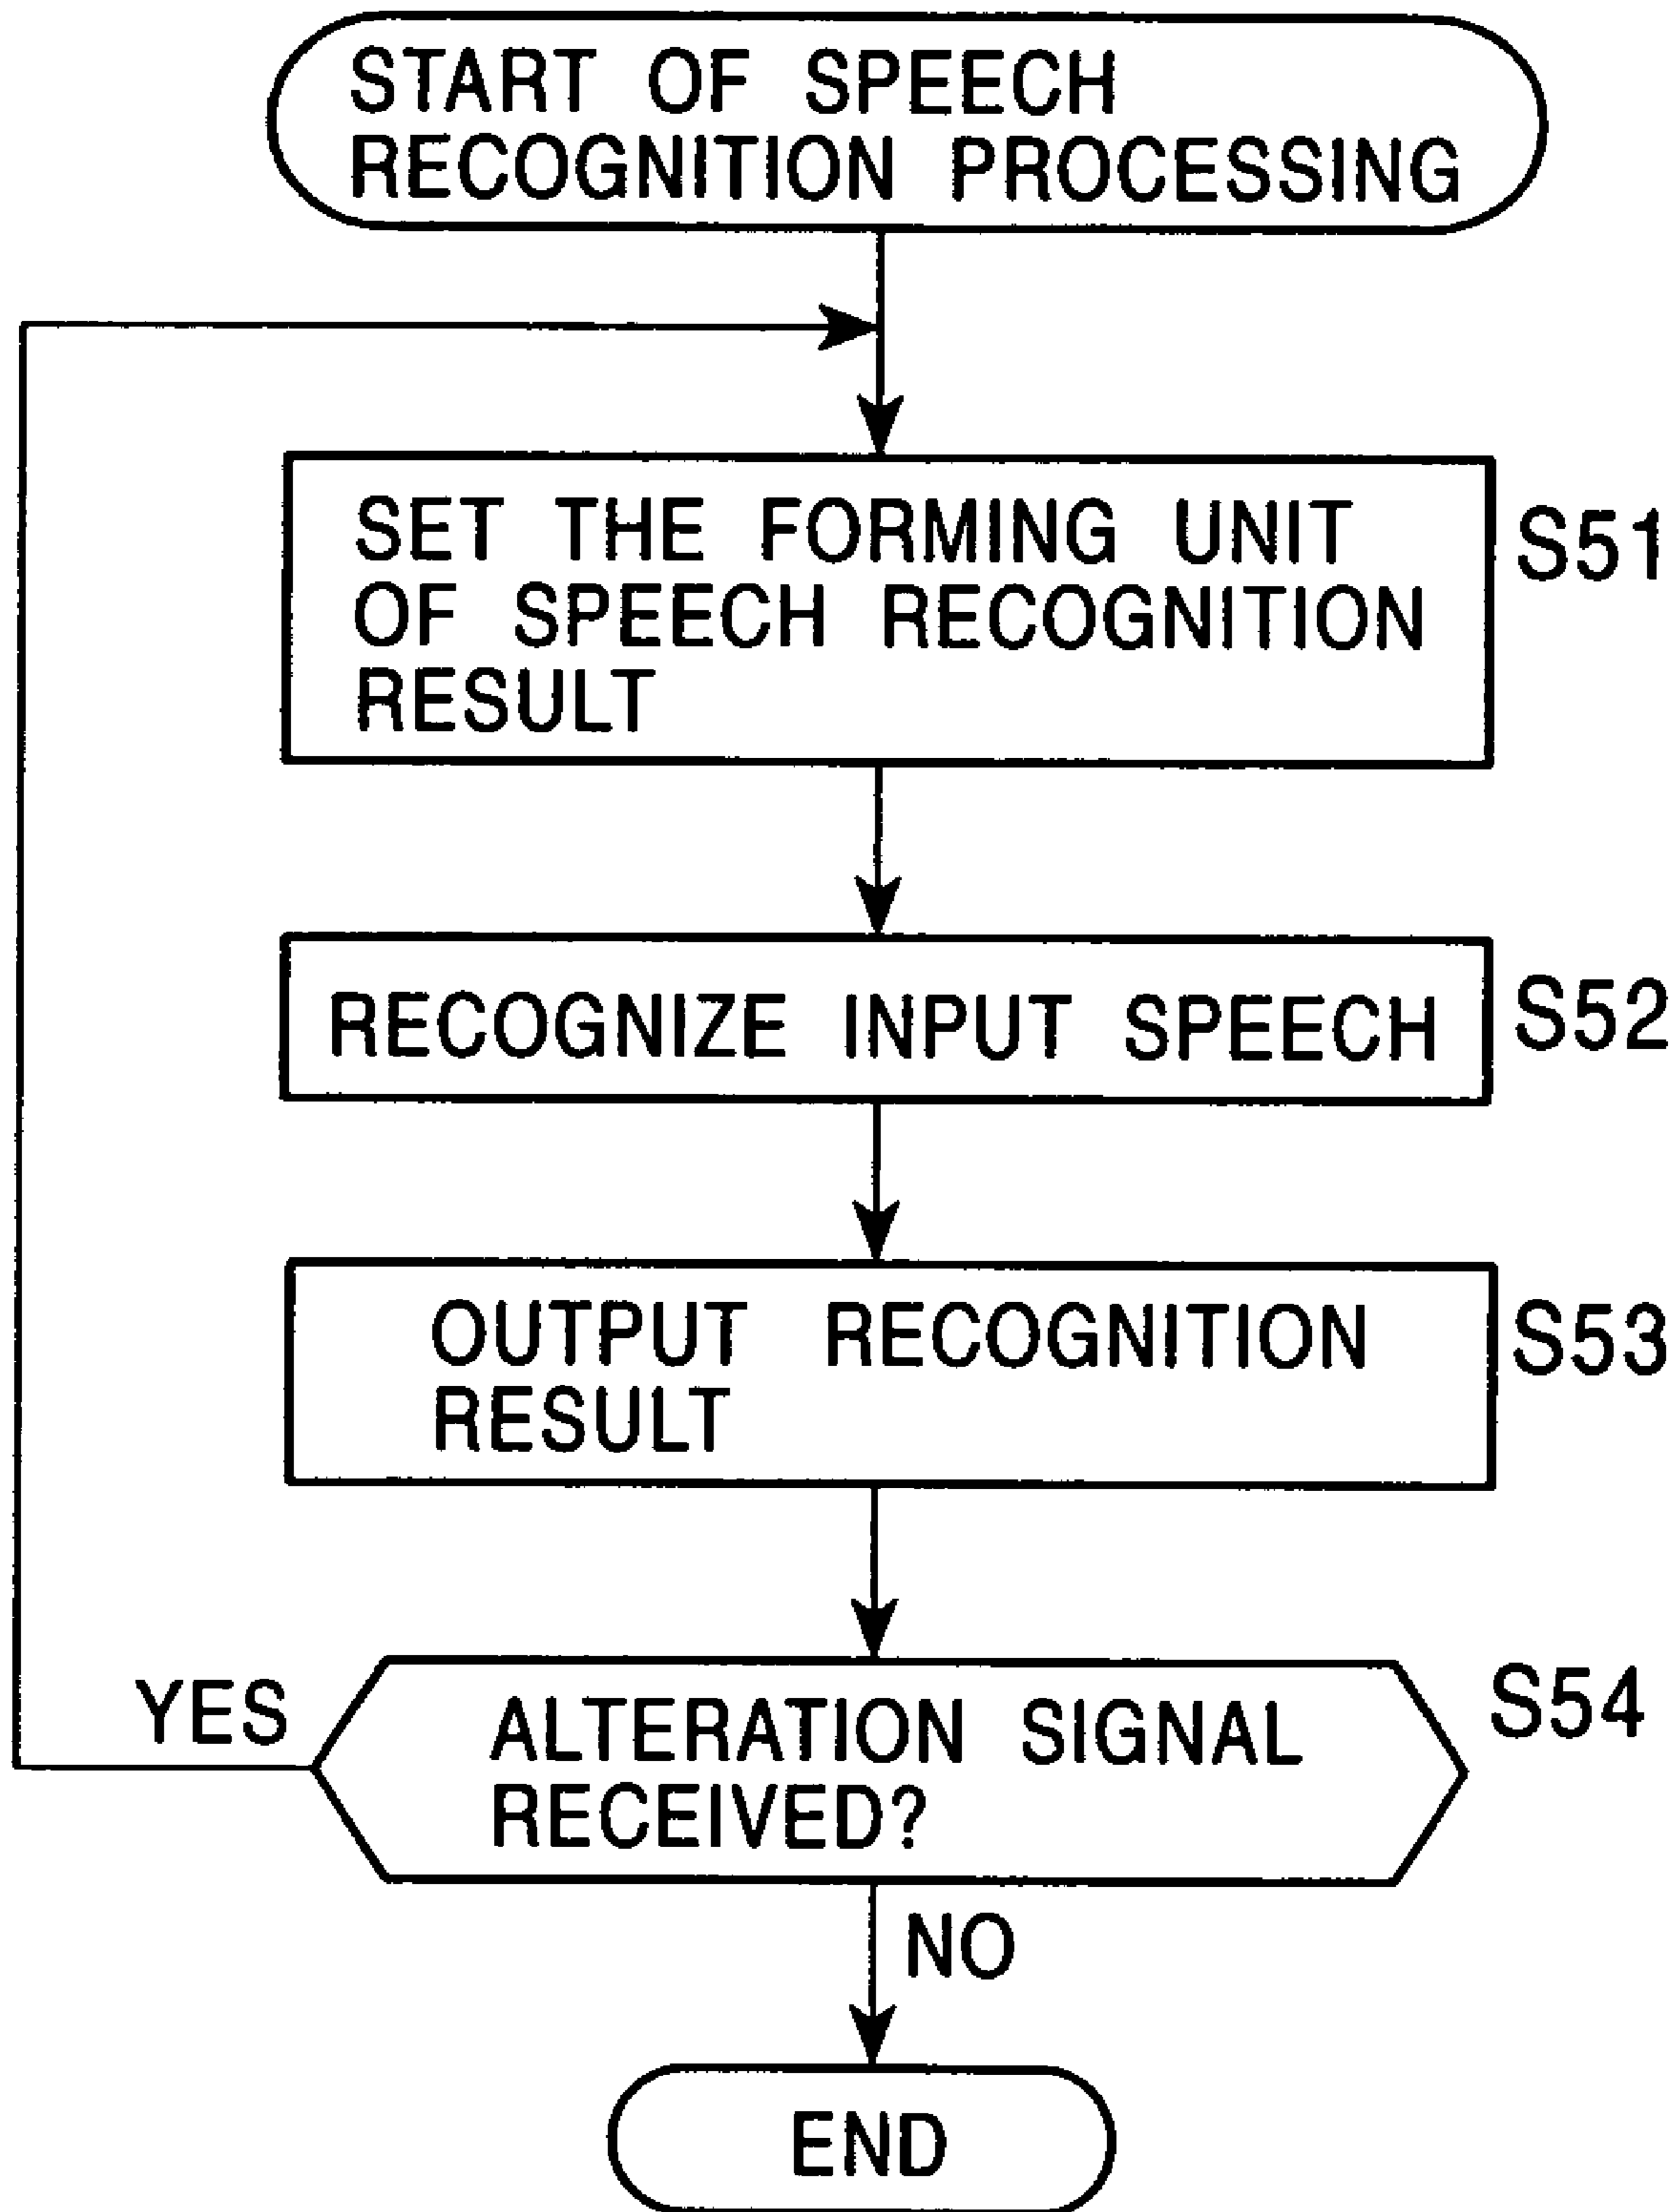 START OF SPEECH
RECOGNITION PROCESSING
SET THE FORMING UNIT
OF SPEECH RECOGNITION
RESULT
S51
RECOGNIZE INPUT SPEECH
S52
OUTPUT RECOGNITION
RESULT
S53
YES
ALTERATION SIGNAL
RECEIVED?
S54
NO
END